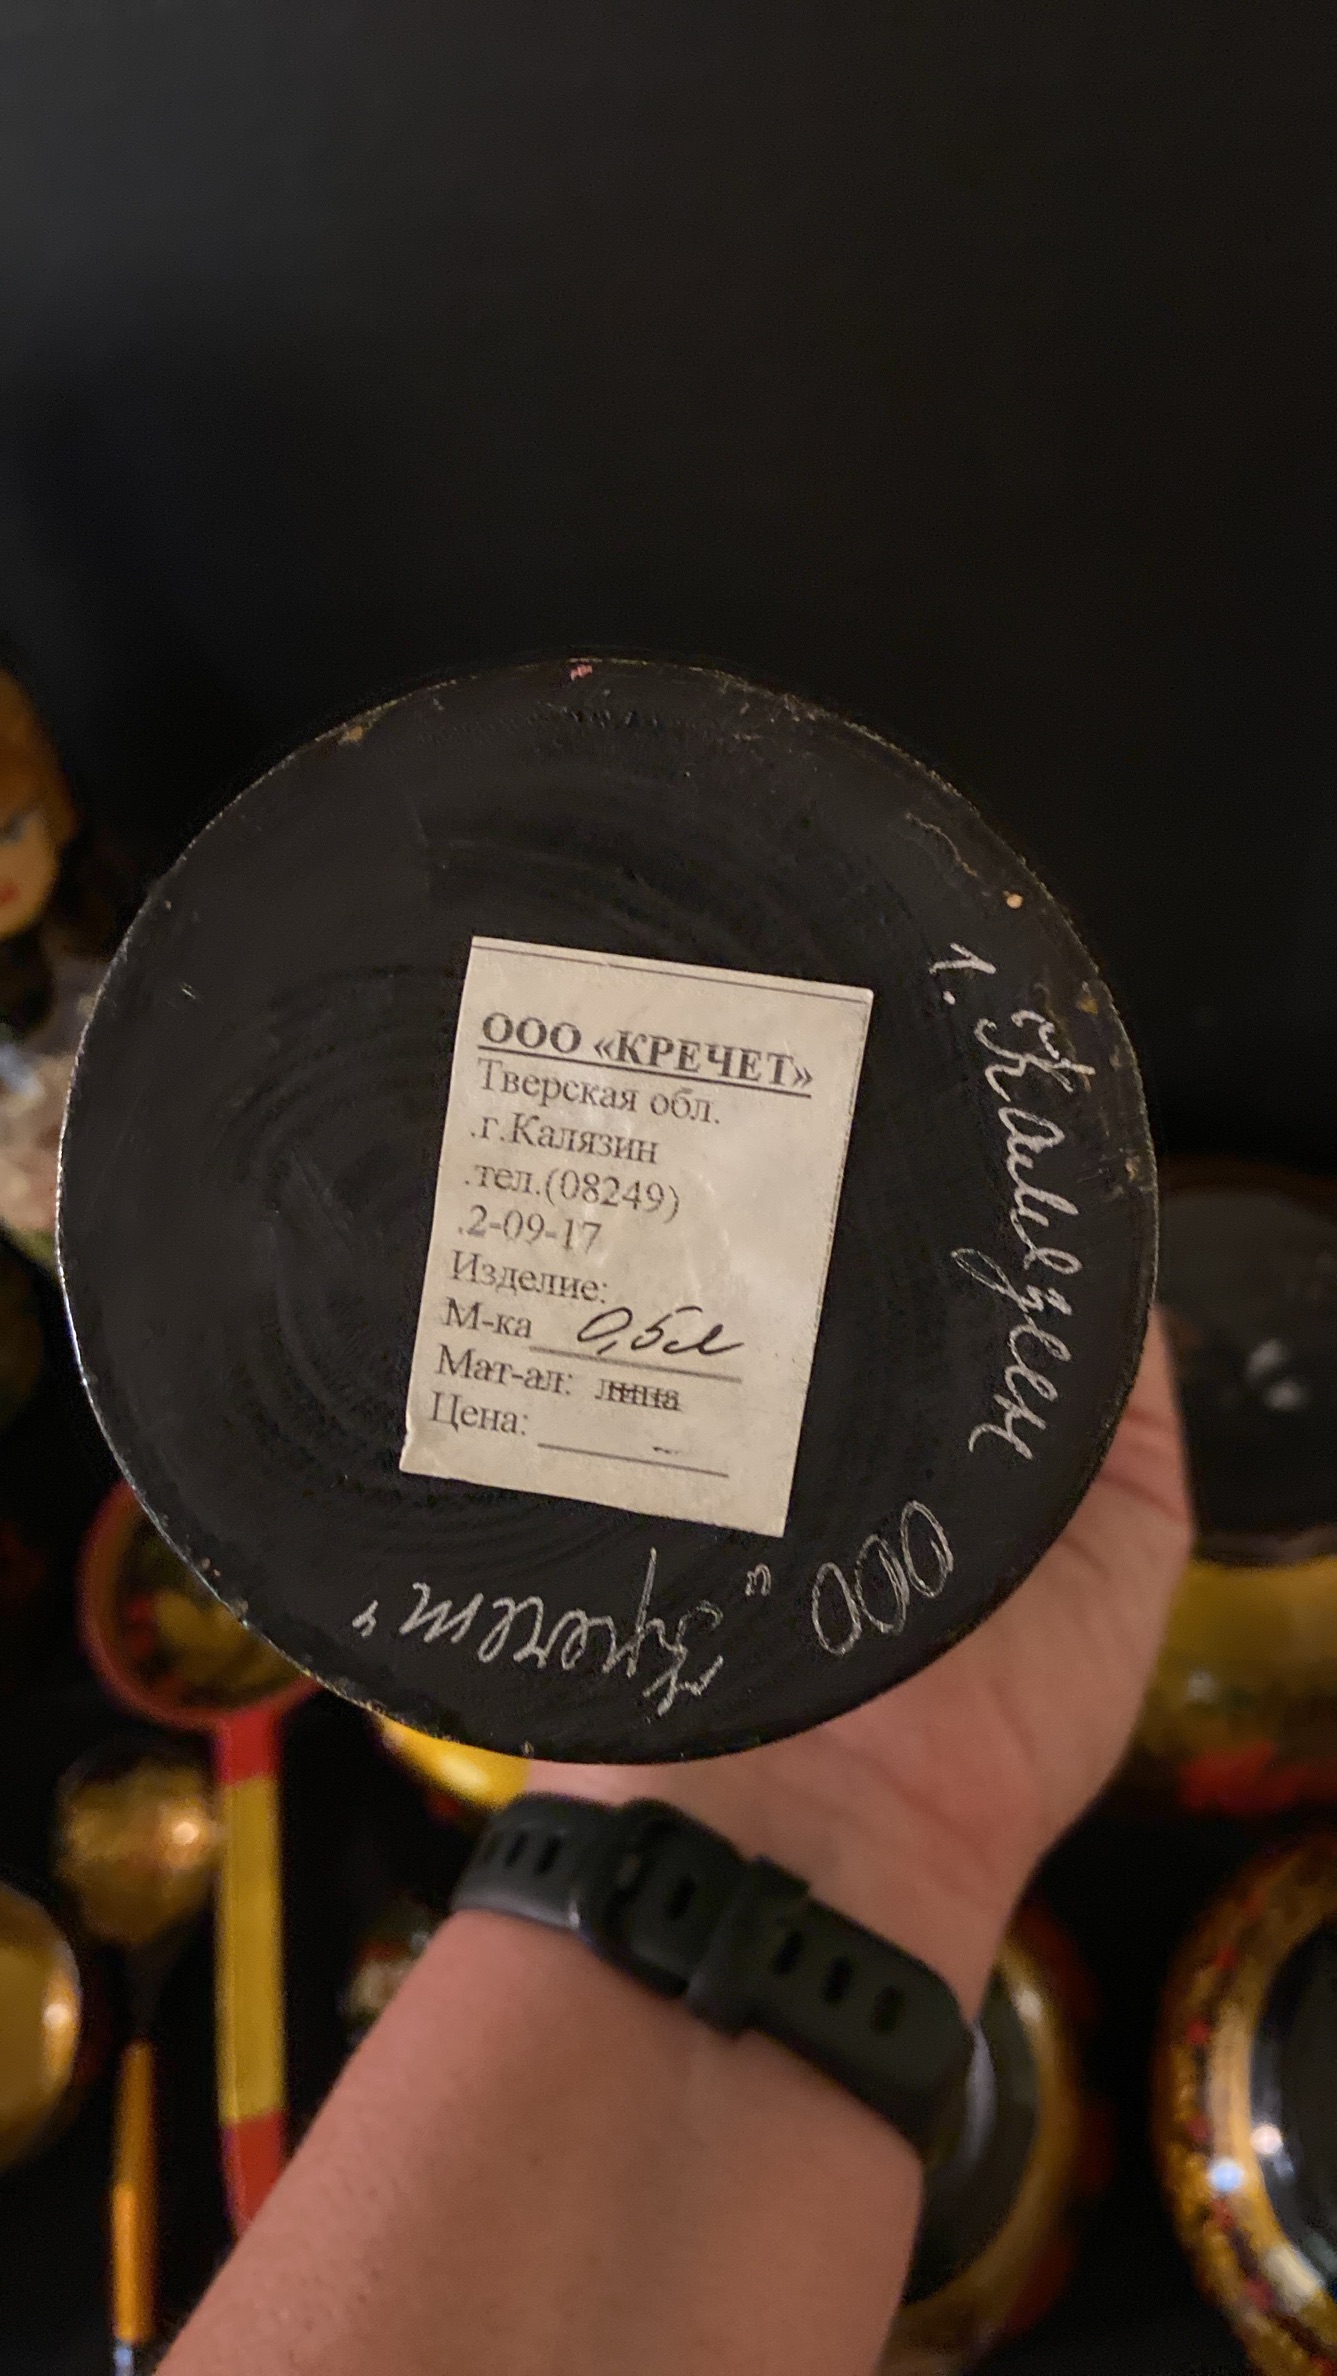 ООО «КРЕЧЕТ»
Тверская обл.
.г.Калязин
.тел.(08249)
.2-09-17
Изделие:
М-ка 0,5л
Мат-ал: липа
Цена:
г. Калязин
ООО „Кречет"